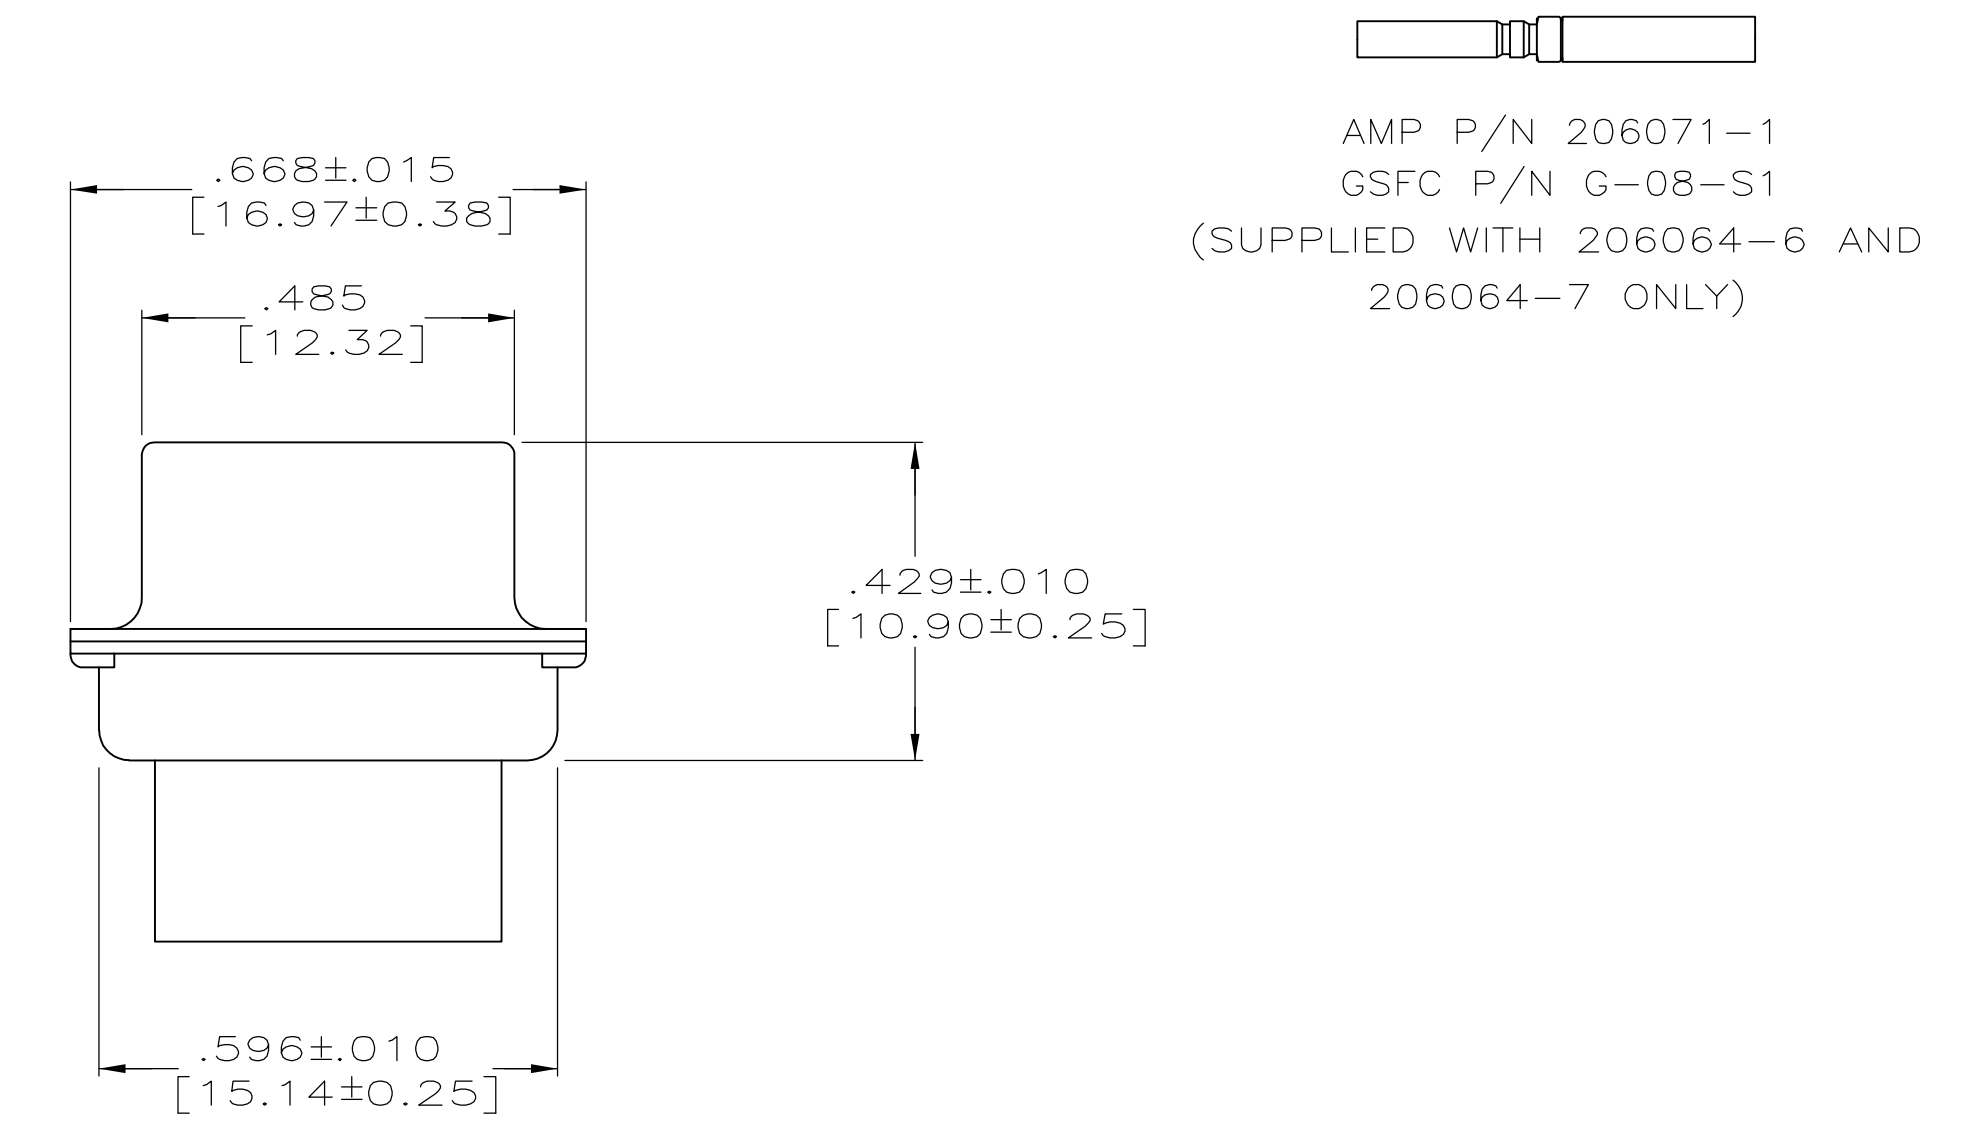 AMP P/N 206071-1
GSFC P/N G-08-S1
(SUPPLIED WITH 206064-6 AND
206064-7 ONLY)
.668±.015
[16.97±0.38]
.485
[12.32]
.429±.010
[10.90±0.25]
.596±.010
[15.14±0.25]